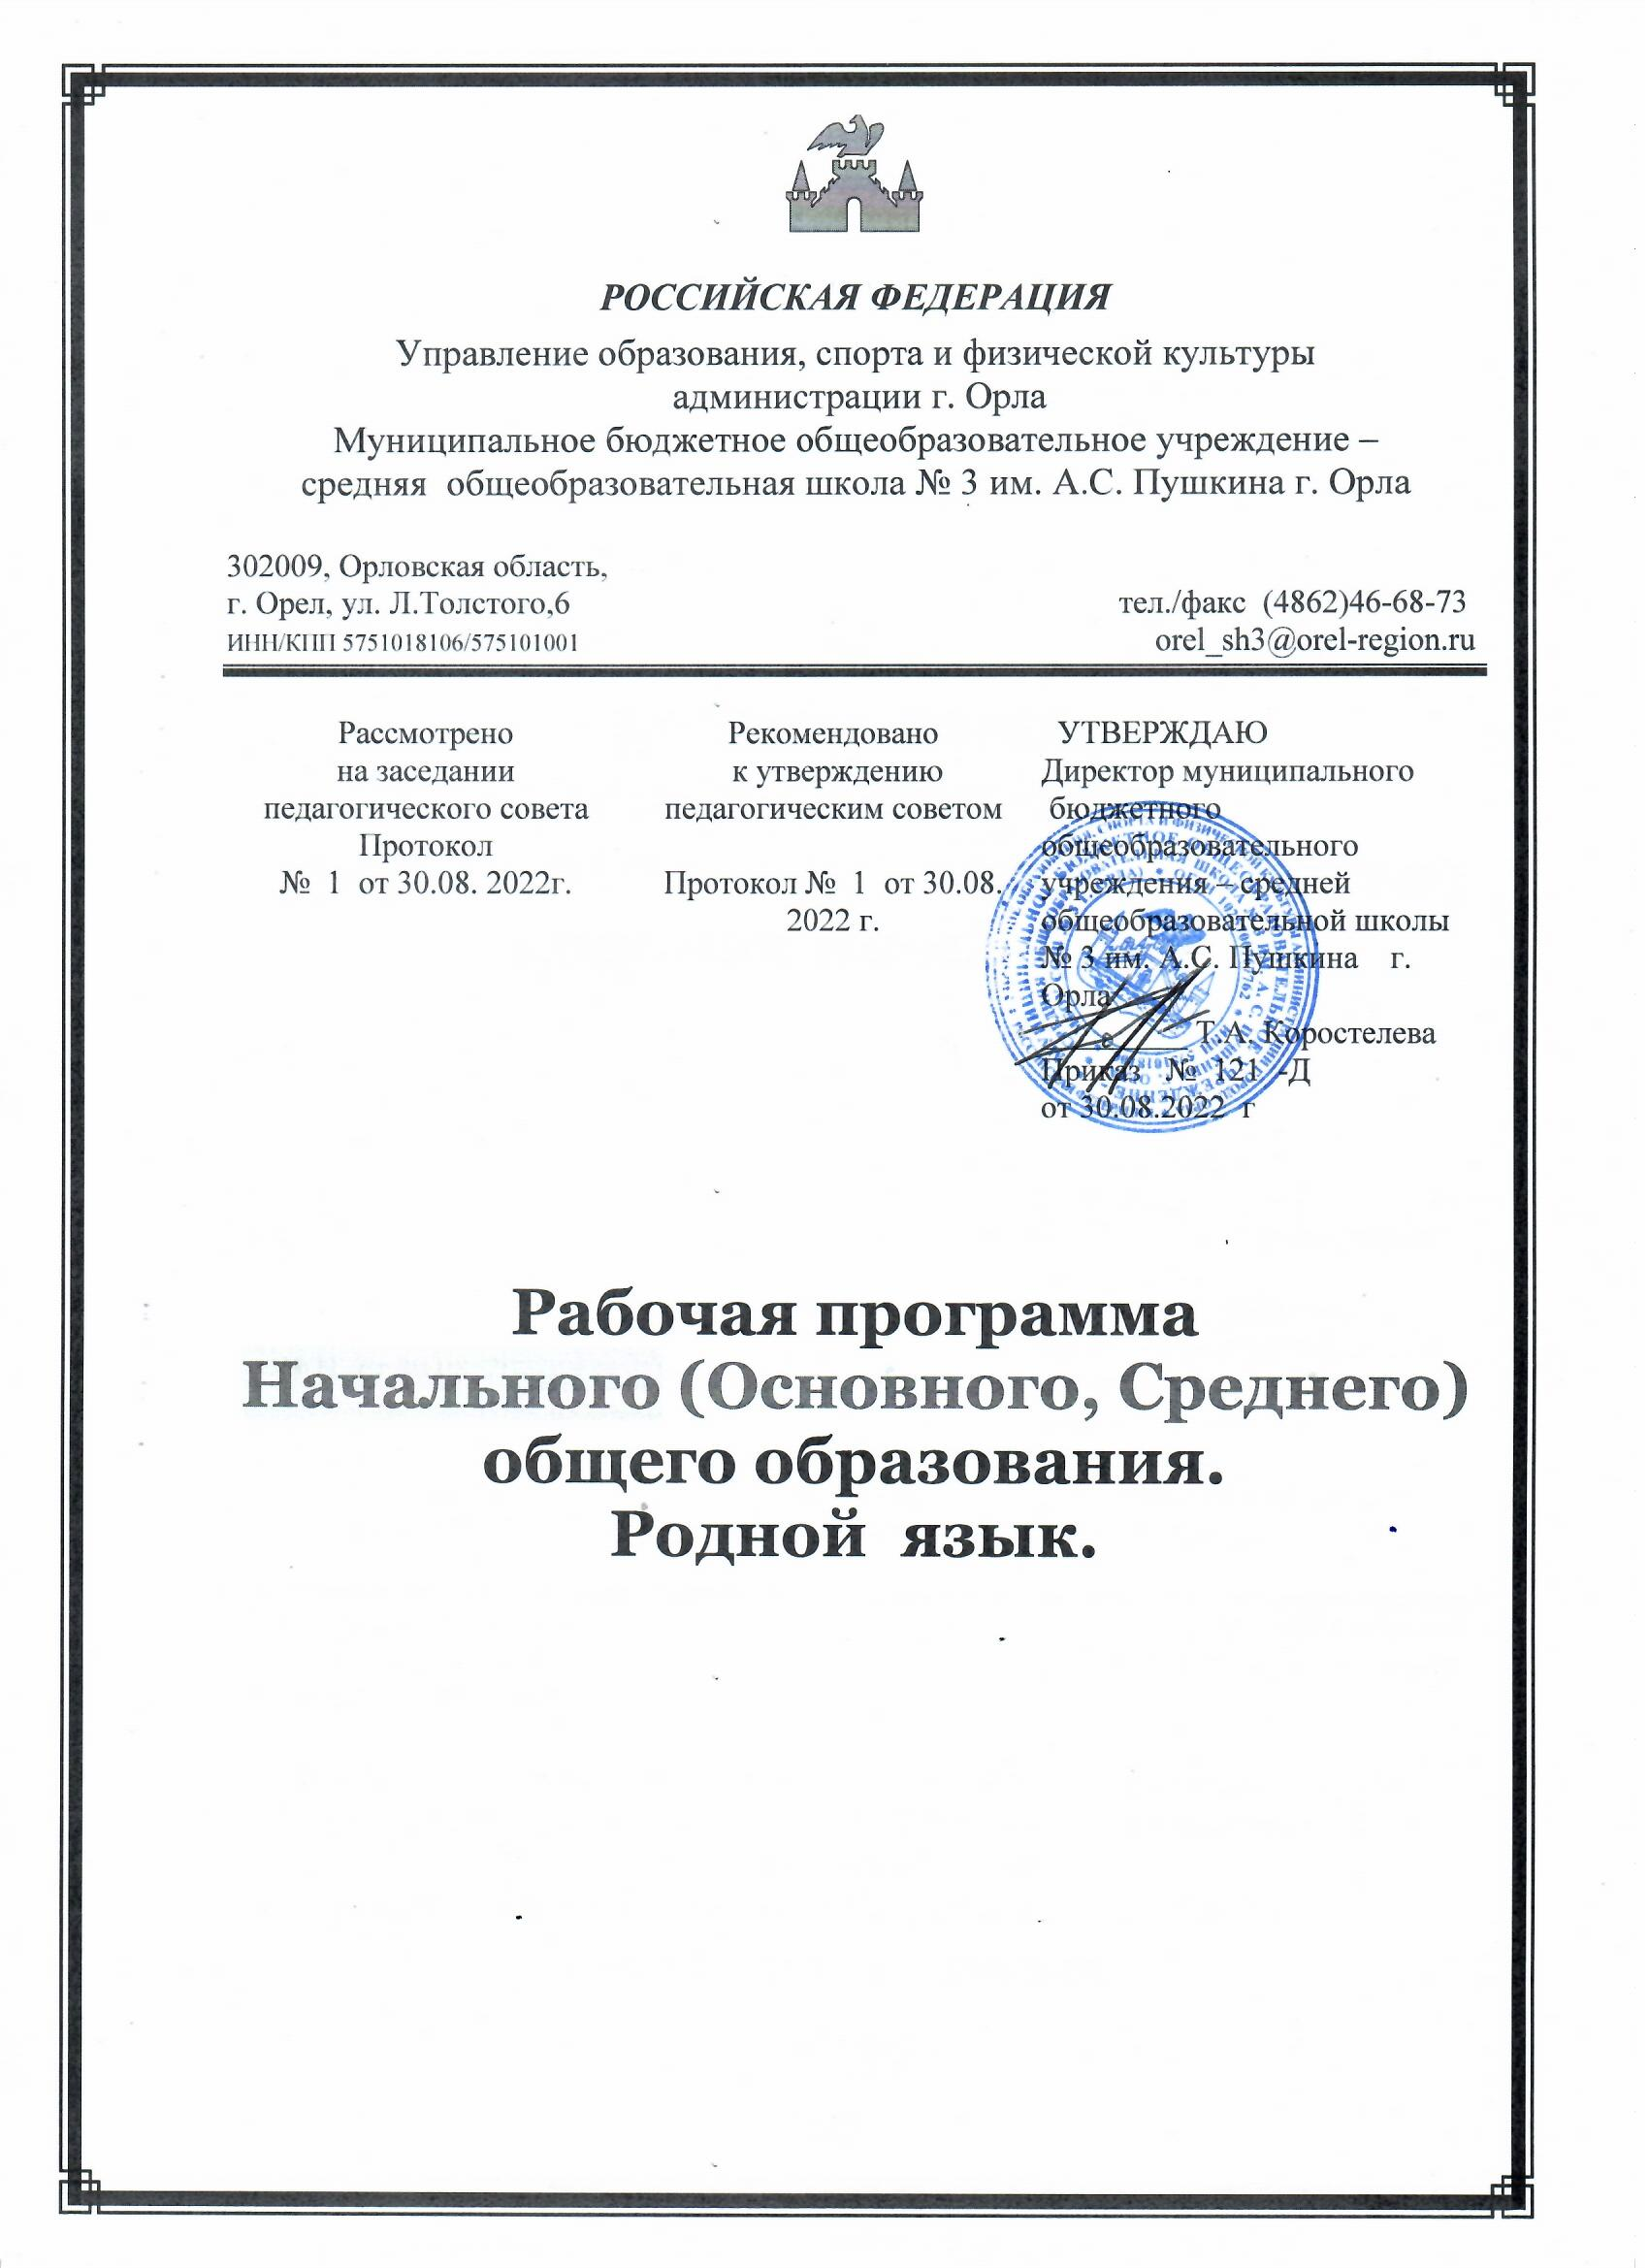 РОССИЙСКАЯ ФЕДЕРАЦИЯ
Управление образования, спорта и физической культуры
администрации г. Орла
Муниципальное бюджетное общеобразовательное учреждение –
средняя общеобразовательная школа № 3 им. А.С. Пушкина г. Орла
302009, Орловская область,
г. Орел, ул. Л.Толстого,6
тел./факс (4862)46-68-73
ИНН/КПП 5751018106/575101001
orel_sh3@orel-region.ru
Рассмотрено
на заседании
педагогического совета
Протокол
№ 1 от 30.08. 2022г.
Рекомендовано
к утверждению
педагогическим советом
Протокол № 1 от 30.08.
2022 г.
УТВЕРЖДАЮ
Директор муниципального
бюджетного
общеобразовательного
учреждения – средней
общеобразовательной школы
№ 3 им. А.С. Пушкина г.
Орла
Т.А. Коростелева
Приказ № 121 -Д
от 30.08.2022 г
Рабочая программа
Начального (Основного, Среднего)
общего образования.
Родной язык.